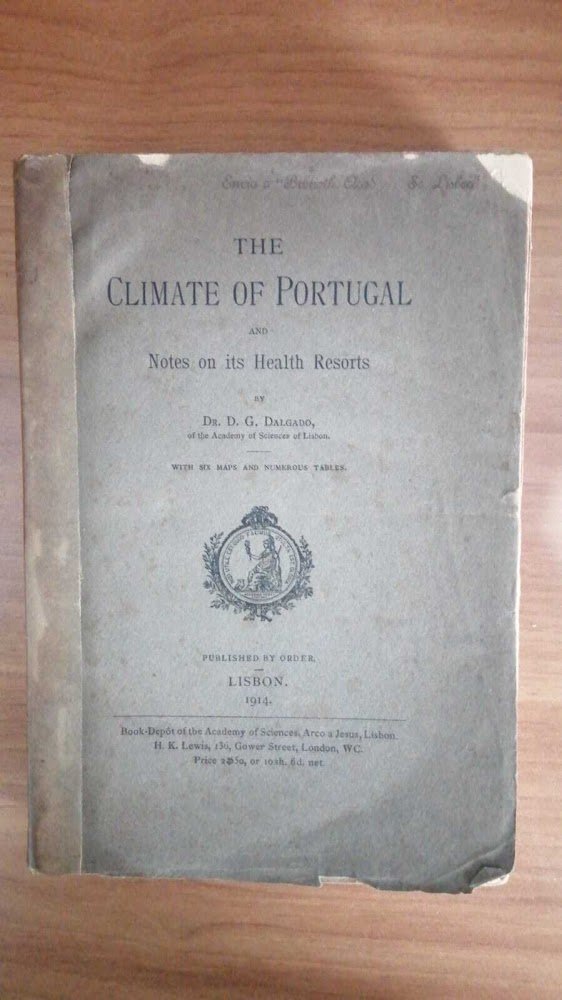 THE
CLIMATE OF PORTUGAL
AND
Notes on its Health Resorts
BY
DR. D. G. DALGADO,
of the Academy of Sciences of Lisbon.
WITH SIX MAPS AND NUMEROUS TABLES.
PUBLISHED BY ORDER.
LISBON.
1914.
Book-Depôt of the Academy of Sciences, Arco a Jesus, Lisbon.
H. K. Lewis, 136, Gower Street, London, WC.
Price 2$50, or 10sh. 6d. net.